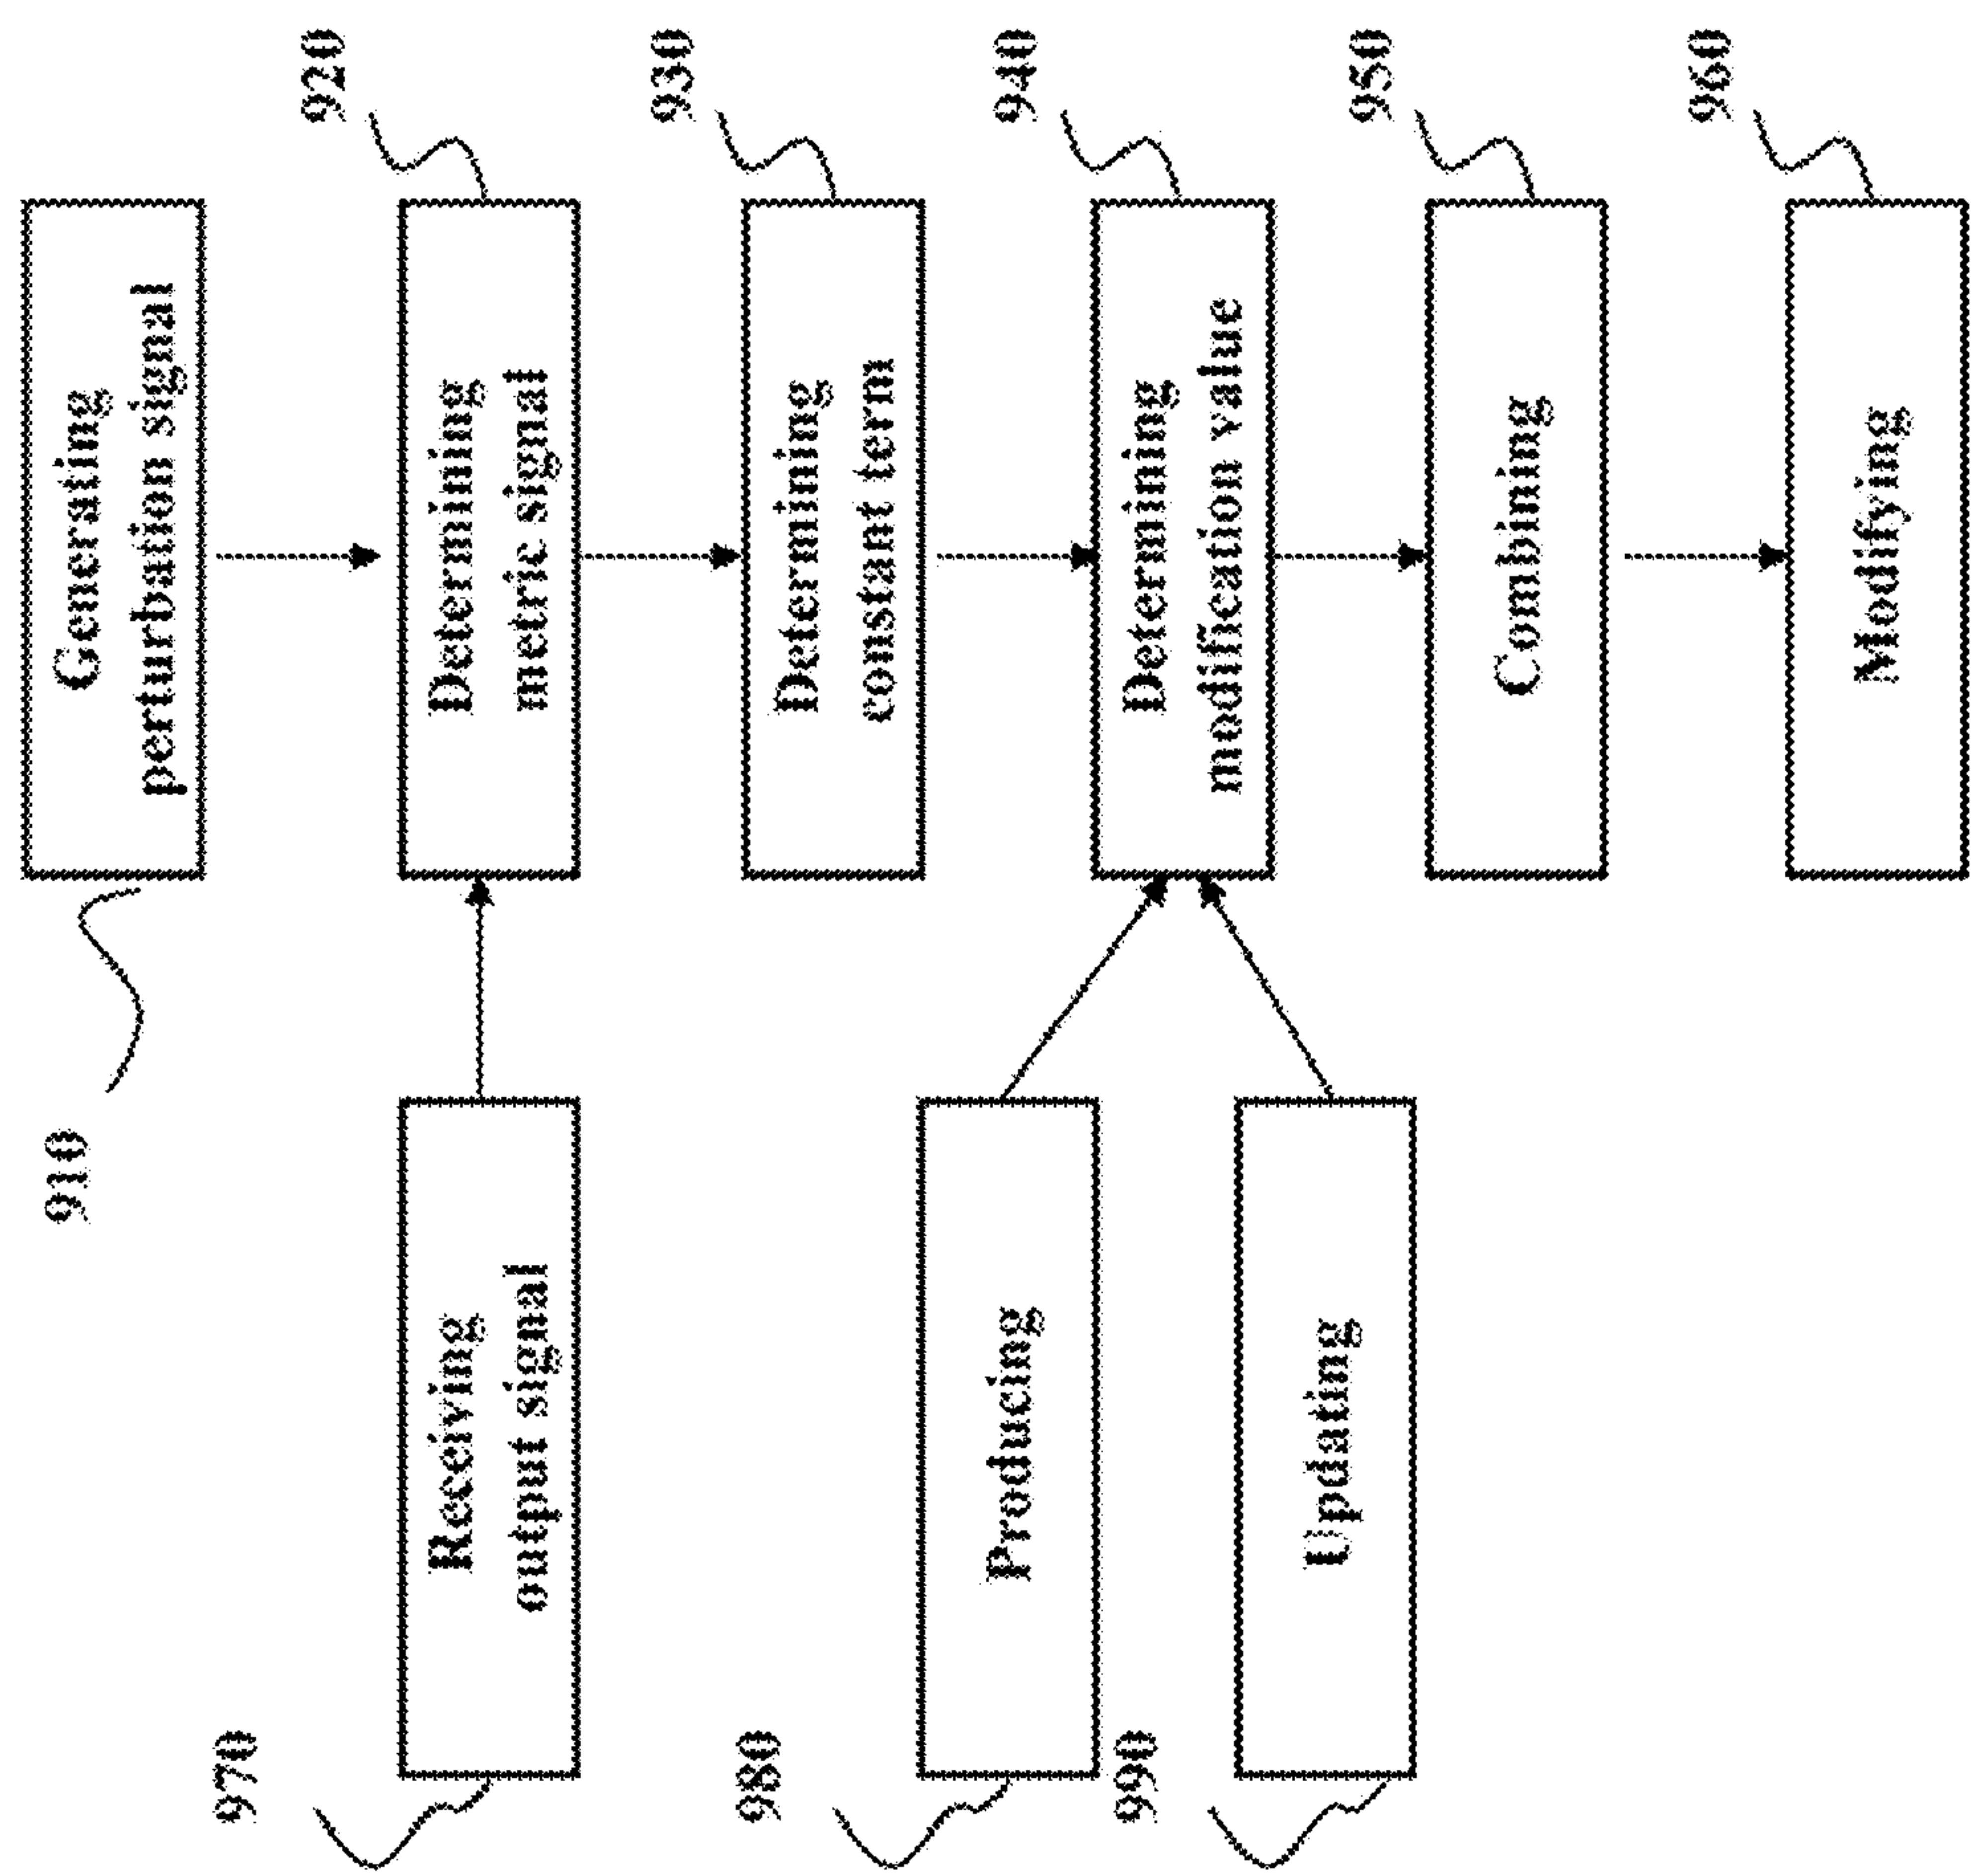 910
Generating
perturbation signal
970
Receiving
output signal
Determining
metric signal
920
Determining
constant term
930
980
Producing
Determining
modification value
940
990
Updating
Combining
950
Modifying
960